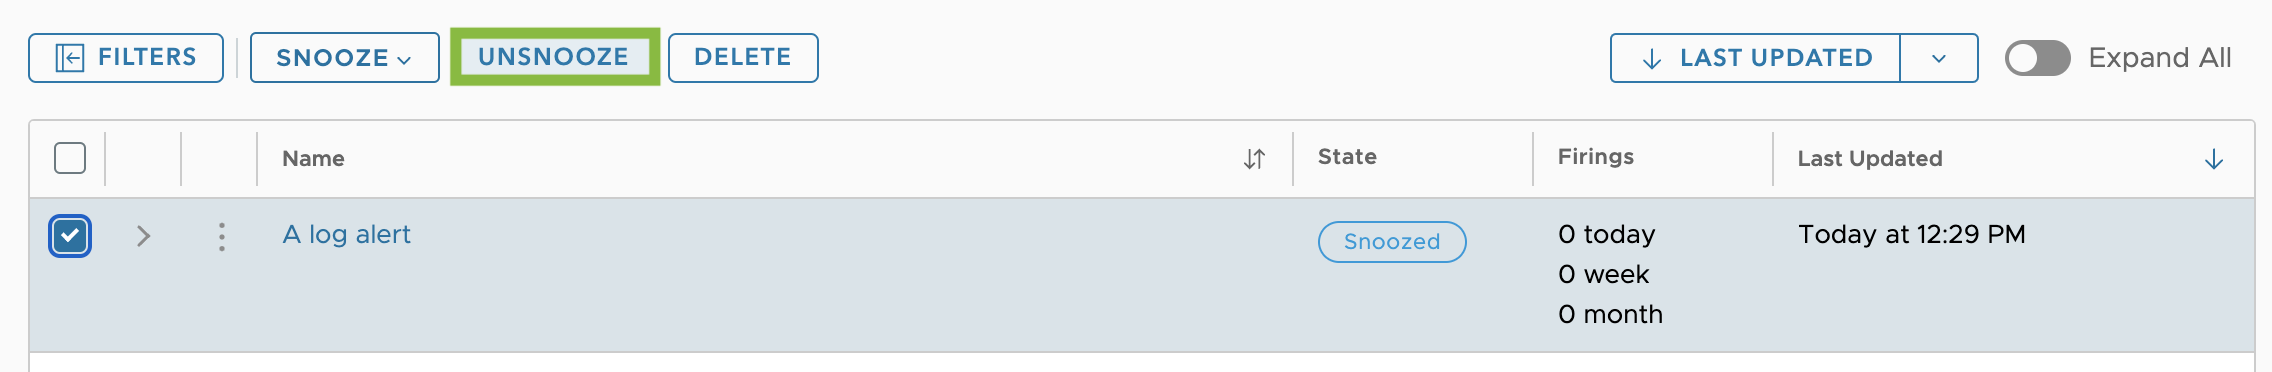 FILTERS SNOOZE UNSNOOZE DELETE LAST UPDATED Expand All
Name State Firings Last Updated
A log alert Snoozed 0 today Today at 12:29 PM
0 week
0 month